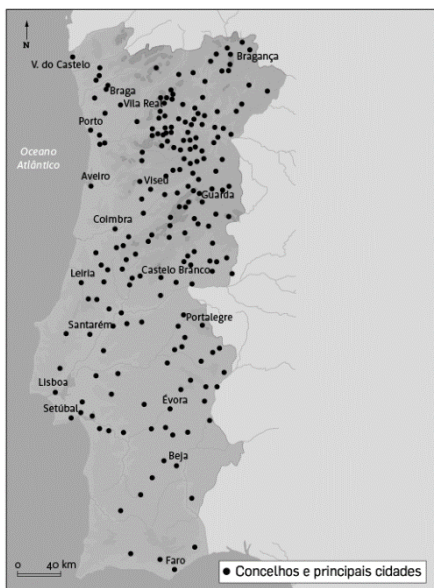 N
Bragança
V. do Castelo
Braga
Vila Real
Porto
Oceano
Atlântico
Aveiro
Viseu
Guarda
Coimbra
Castelo Branco
Leiria
Portalegre
Santarém
Lisboa
Évora
Setúbal
Beja
Faro
0 40 km
Concelhos e principais cidades